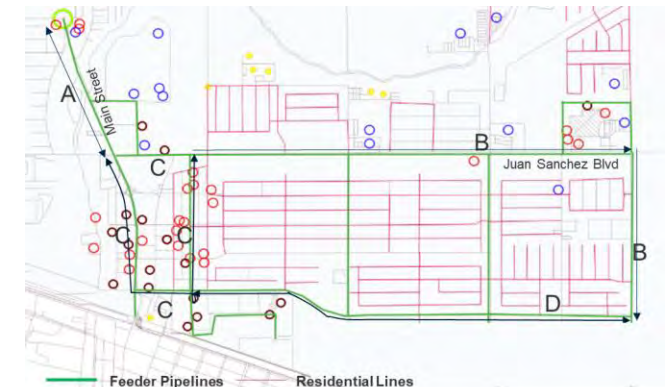 A
Main Street
B
C
Juan Sanchez Blvd
C
C
B
C
D
Feeder Pipelines
Residential Lines